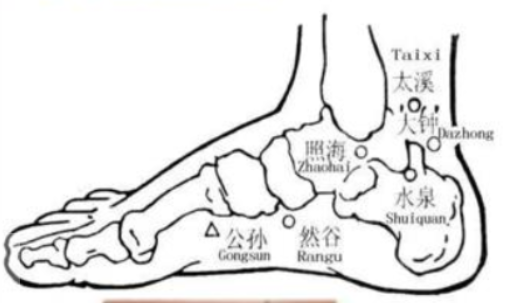 Taixi
太溪
大钟
Dazhong
照海
Zhaohai
水泉
Shuiquan
公孙
Gongsun
然谷
Rangu